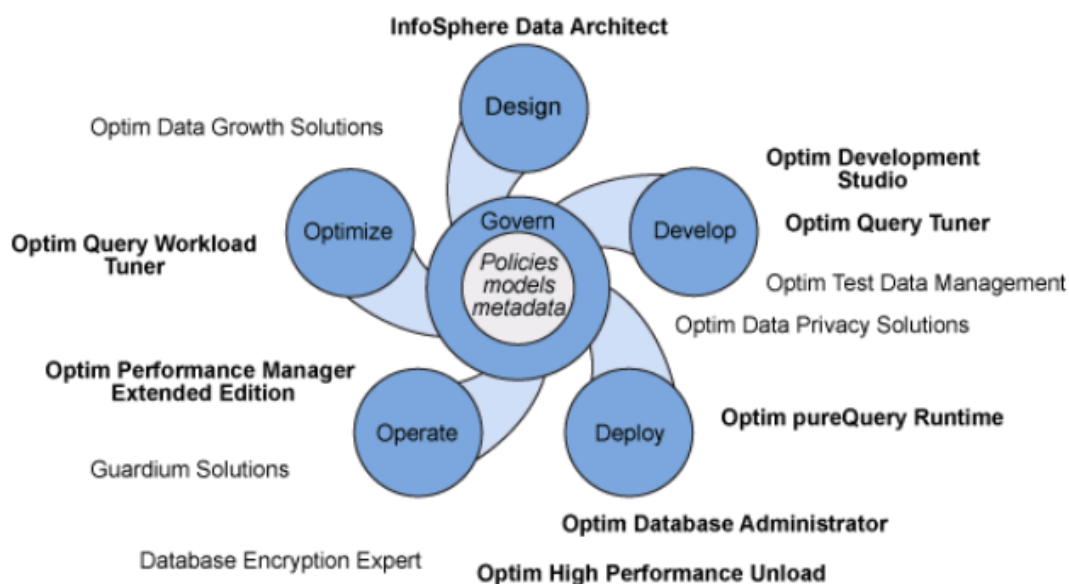 InfoSphere Data Architect
Design
Optim Data Growth Solutions
Optim Development
Studio
Govern
Optimize
Develop
Optim Query Tuner
Optim Query Workload
Tuner
Policies
models
metadata
Optim Test Data Management
Optim Data Privacy Solutions
Optim Performance Manager
Extended Edition
Operate
Deploy
Optim pureQuery Runtime
Guardium Solutions
Optim Database Administrator
Database Encryption Expert
Optim High Performance Unload